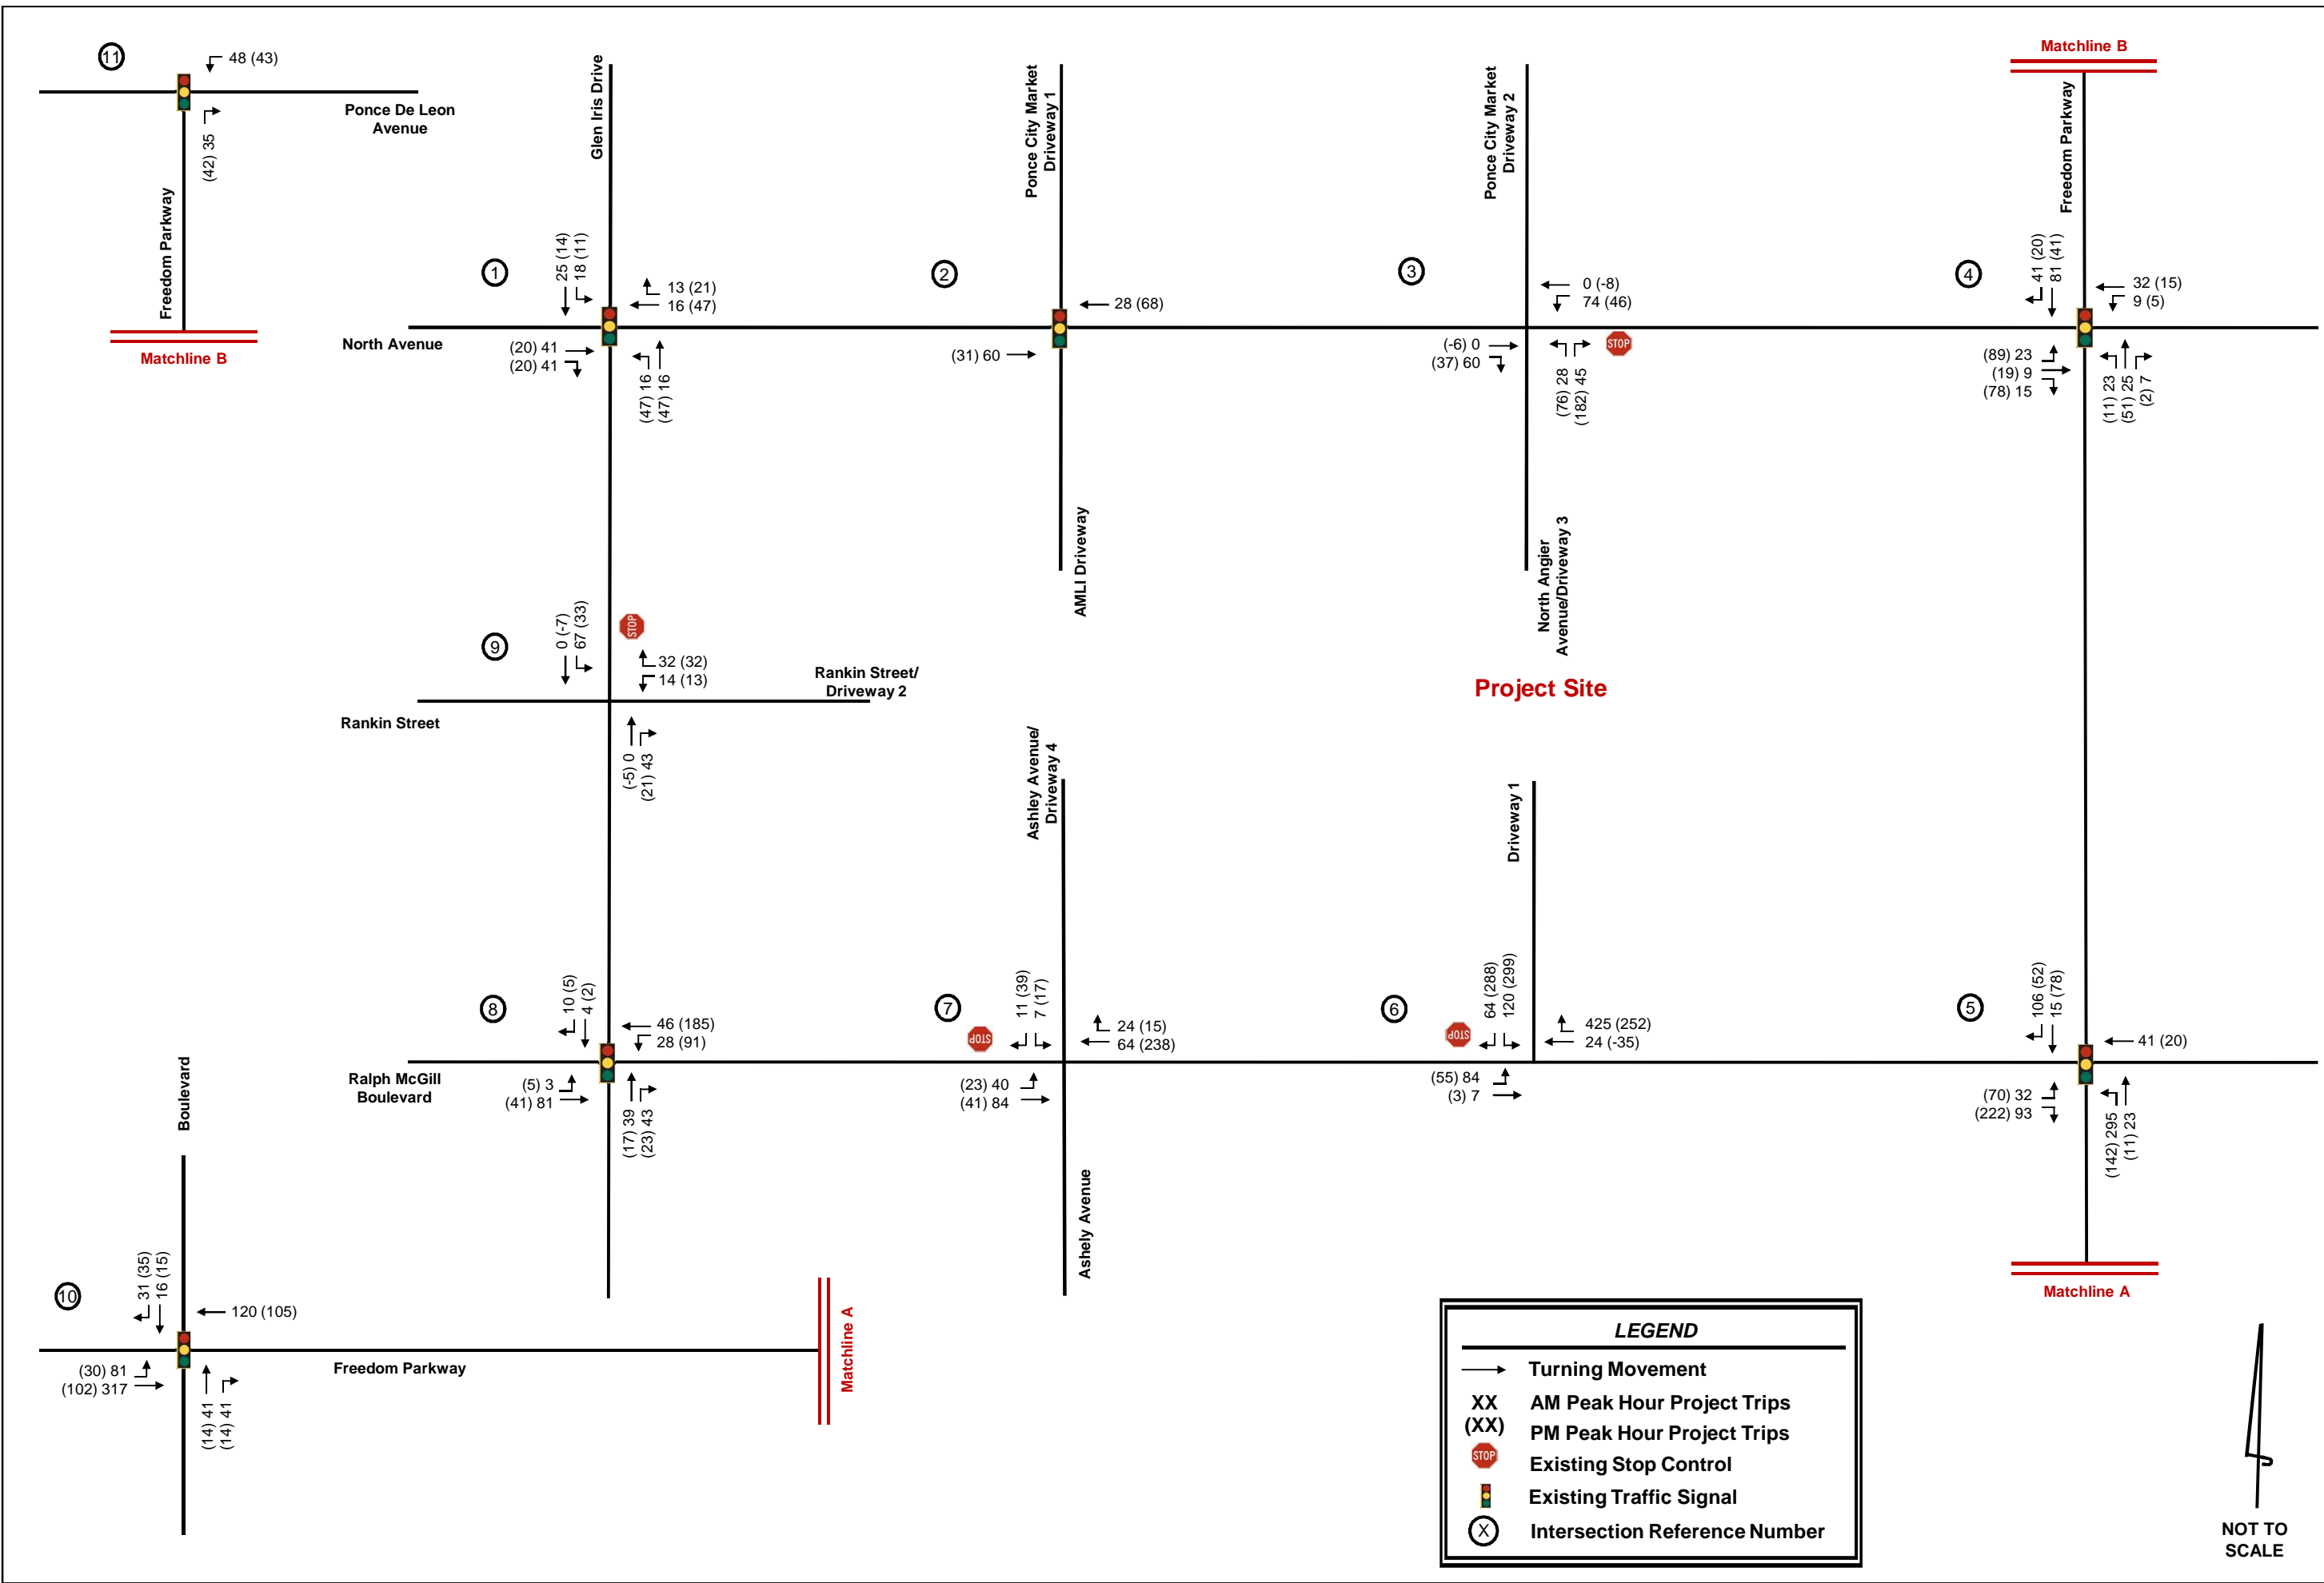 11
48 (43)
Ponce De Leon
Avenue
(42) 35
Freedom Parkway
Matchline B
Glen Iris Drive
1
25 (14)
18 (11)
13 (21)
16 (47)
North Avenue
(20) 41
(20) 41
(47) 16
(47) 16
Ponce City Market
Driveway 1
2
28 (68)
(31) 60
AMLI Driveway
Ponce City Market
Driveway 2
3
0 (-8)
74 (46)
(-6) 0
(37) 60
STOP
(76) 28
(182) 45
North Angier
Avenue/Driveway 3
Matchline B
Freedom Parkway
4
41 (20)
81 (41)
32 (15)
9 (5)
(89) 23
(19) 9
(78) 15
(11) 23
(51) 25
(2) 7
9
0 (-7)
67 (33)
STOP
32 (32)
14 (13)
Rankin Street/
Driveway 2
Rankin Street
(-5) 0
(21) 43
Project Site
8
10 (5)
4 (2)
46 (185)
28 (91)
Ralph McGill
Boulevard
(5) 3
(41) 81
(17) 39
(23) 43
Ashley Avenue/
Driveway 4
7
STOP
11 (39)
7 (17)
24 (15)
64 (238)
(23) 40
(41) 84
Ashely Avenue
Driveway 1
6
STOP
64 (288)
120 (299)
425 (252)
24 (-35)
(55) 84
(3) 7
5
106 (52)
15 (78)
41 (20)
(70) 32
(222) 93
(142) 295
(11) 23
Matchline A
Boulevard
10
31 (35)
16 (15)
120 (105)
(30) 81
(102) 317
(14) 41
(14) 41
Freedom Parkway
Matchline A
LEGEND
Turning Movement
XX AM Peak Hour Project Trips
(XX) PM Peak Hour Project Trips
STOP Existing Stop Control
Existing Traffic Signal
X Intersection Reference Number
NOT TO
SCALE